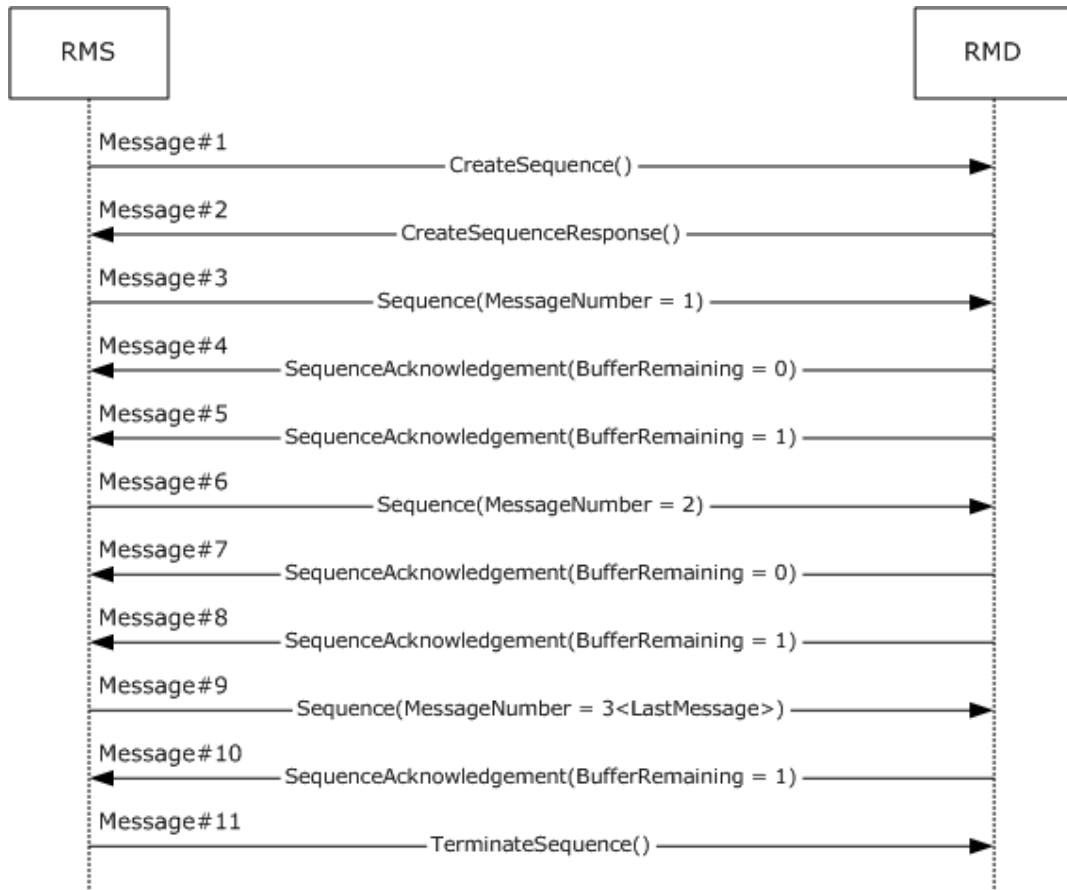 RMS
RMD
Message#1
CreateSequence()
Message#2
CreateSequenceResponse()
Message#3
Sequence(MessageNumber = 1)
Message#4
SequenceAcknowledgement(BufferRemaining = 0)
Message#5
SequenceAcknowledgement(BufferRemaining = 1)
Message#6
Sequence(MessageNumber = 2)
Message#7
SequenceAcknowledgement(BufferRemaining = 0)
Message#8
SequenceAcknowledgement(BufferRemaining = 1)
Message#9
Sequence(MessageNumber = 3<LastMessage>)
Message#10
SequenceAcknowledgement(BufferRemaining = 1)
Message#11
TerminateSequence()